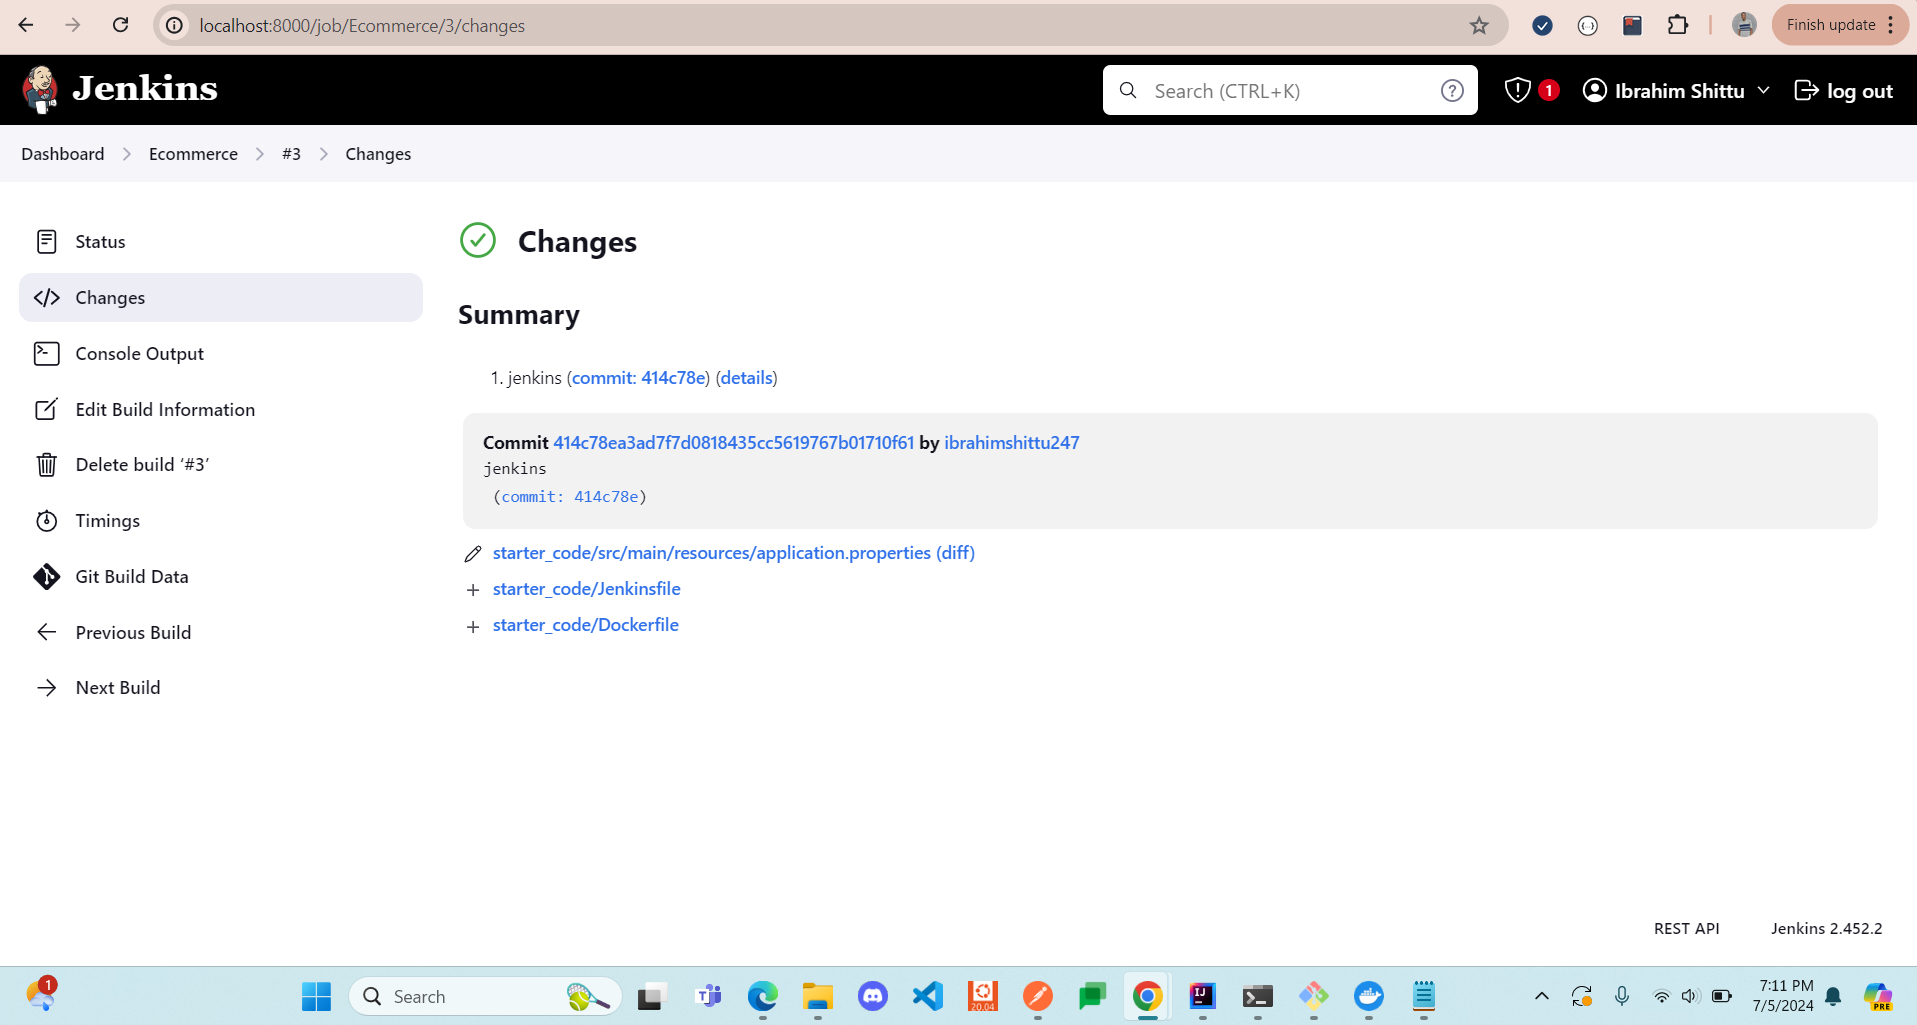 localhost:8000/job/Ecommerce/3/changes
Finish update
Jenkins
Search (CTRL+K)
?
1
Ibrahim Shittu
log out
Dashboard
Ecommerce
#3
Changes
Status
Changes
Console Output
Edit Build Information
Delete build ‘#3’
Timings
Git Build Data
Previous Build
Next Build
Changes
Summary
1. jenkins (commit: 414c78e) (details)
Commit 414c78ea3ad7f7d0818435cc5619767b01710f61 by ibrahimshittu247
jenkins
(commit: 414c78e)
starter_code/src/main/resources/application.properties (diff)
starter_code/Jenkinsfile
starter_code/Dockerfile
REST API
Jenkins 2.452.2
1
Search
20.04
IJ
7:11 PM
7/5/2024
PRE